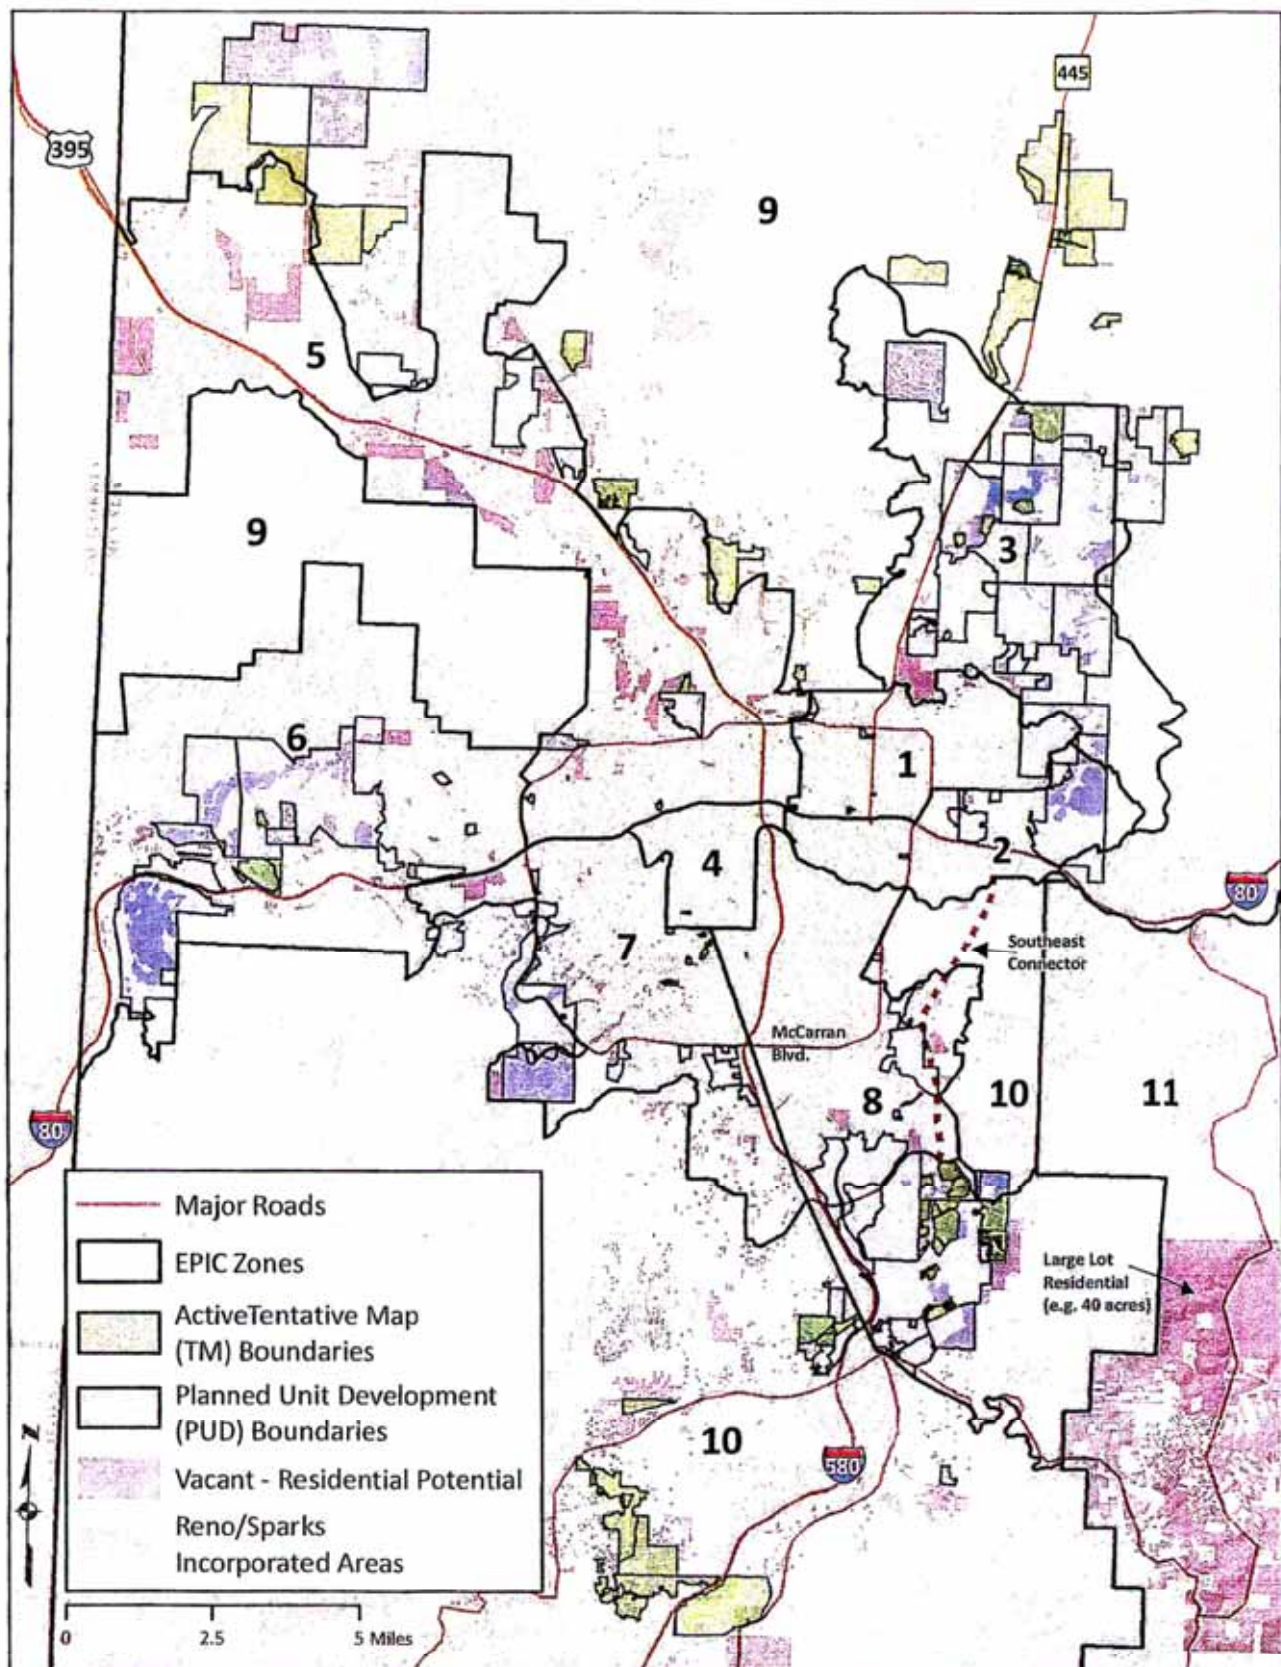 445
395
9
5
9
3
6
1
2
4
80
7
Southeast
Connector
McCarran
Blvd.
8
10
11
80
Major Roads
EPIC Zones
ActiveTentative Map
(TM) Boundaries
Planned Unit Development
(PUD) Boundaries
Vacant - Residential Potential
Reno/Sparks
Incorporated Areas
Large Lot
Residential
(e.g. 40 acres)
10
580
Z
0 2.5 5 Miles